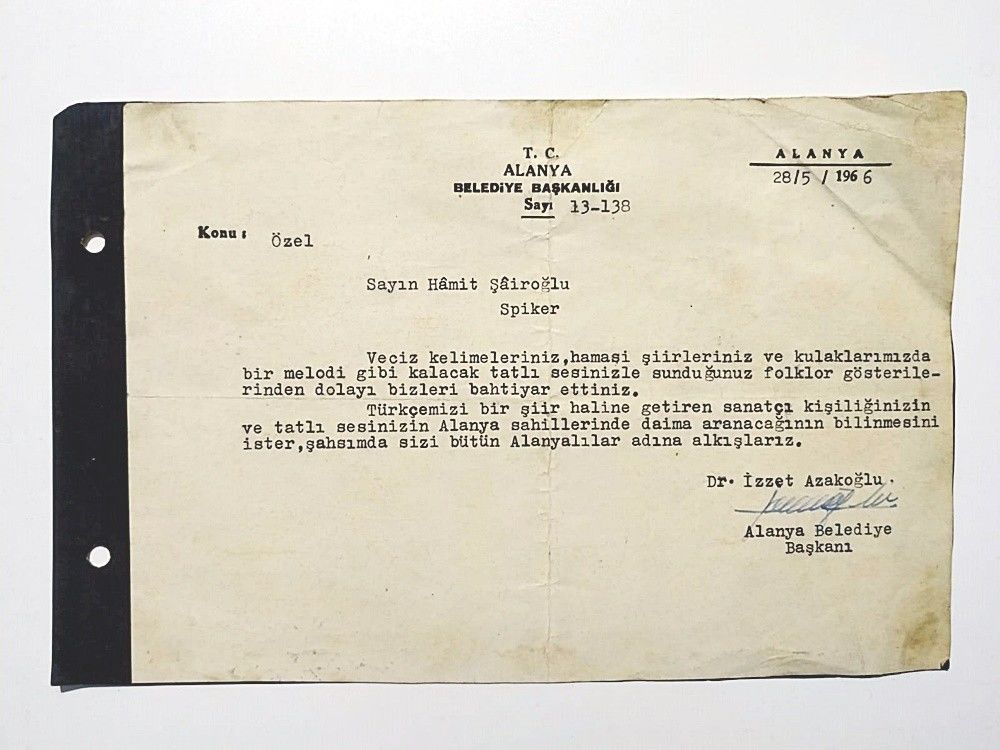 T. C.
ALANYA
BELEDİYE BAŞKANLIĞI
Sayı 13-138
ALANYA
28/5 / 1966
Konu : Özel
Sayın Hâmit Şâiroğlu
Spiker
Veciz kelimeleriniz,hamasi şiirleriniz ve kulaklarımızda
bir melodi gibi kalacak tatlı sesinizle sunduğunuz folklor gösterile-
rinden dolayı bizleri bahtiyar ettiniz.
Türkçemizi bir şiir haline getiren sanatçı kişiliğinizin
ve tatlı sesinizin Alanya sahillerinde daima aranacağının bilinmesini
ister,şahsımda sizi bütün Alanyalılar adına alkışlarız.
Dr. İzzet Azakoğlu.
Alanya Belediye
Başkanı